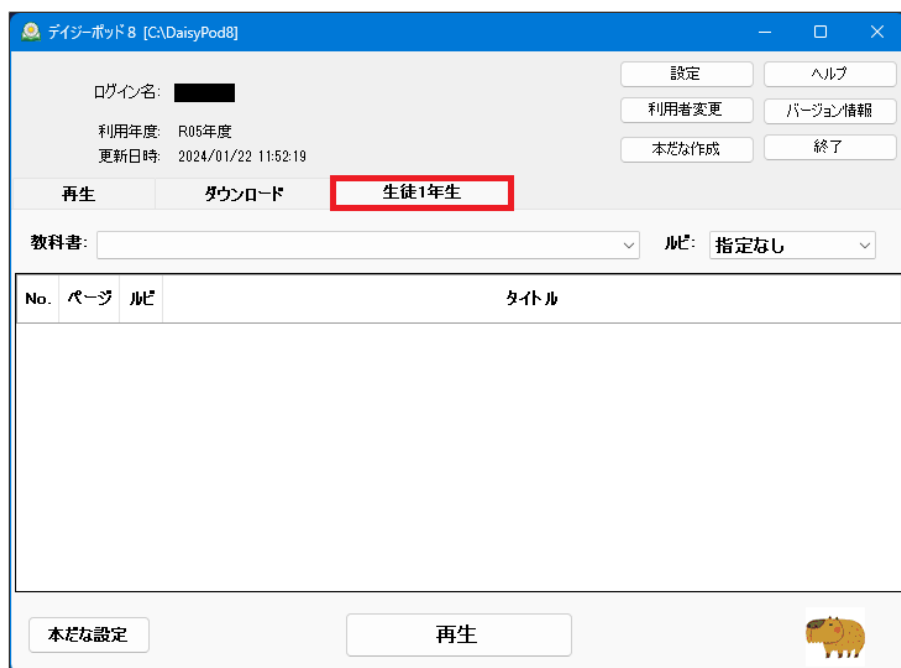 デイジーポッド 8 [C:\DaisyPod8]
ログイン名:
利用年度: R05年度
更新日時: 2024/01/22 11:52:19
設定
ヘルプ
利用者変更
バージョン情報
本だな作成
終了
再生
ダウンロード
生徒1年生
教科書:
ルビ: 指定なし
No. ページ ルビ タイトル
本だな設定
再生